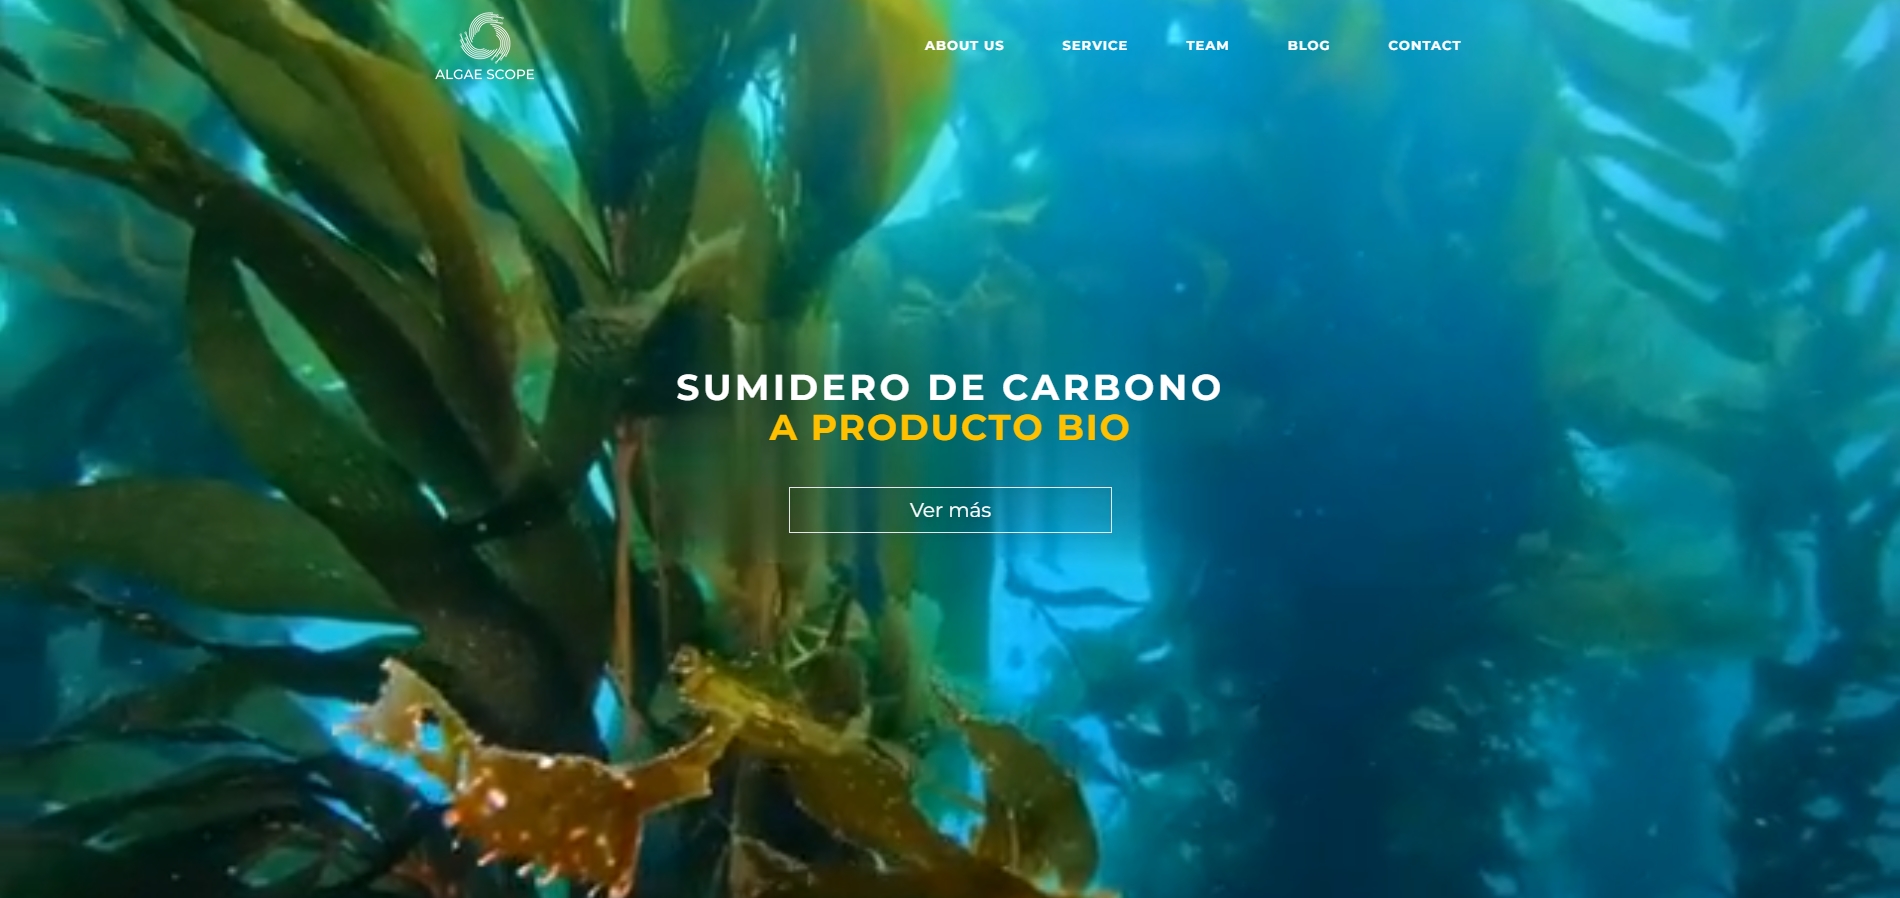 ALGAE SCOPE
ABOUT US SERVICE TEAM BLOG CONTACT
SUMIDERO DE CARBONO
A PRODUCTO BIO
Ver más